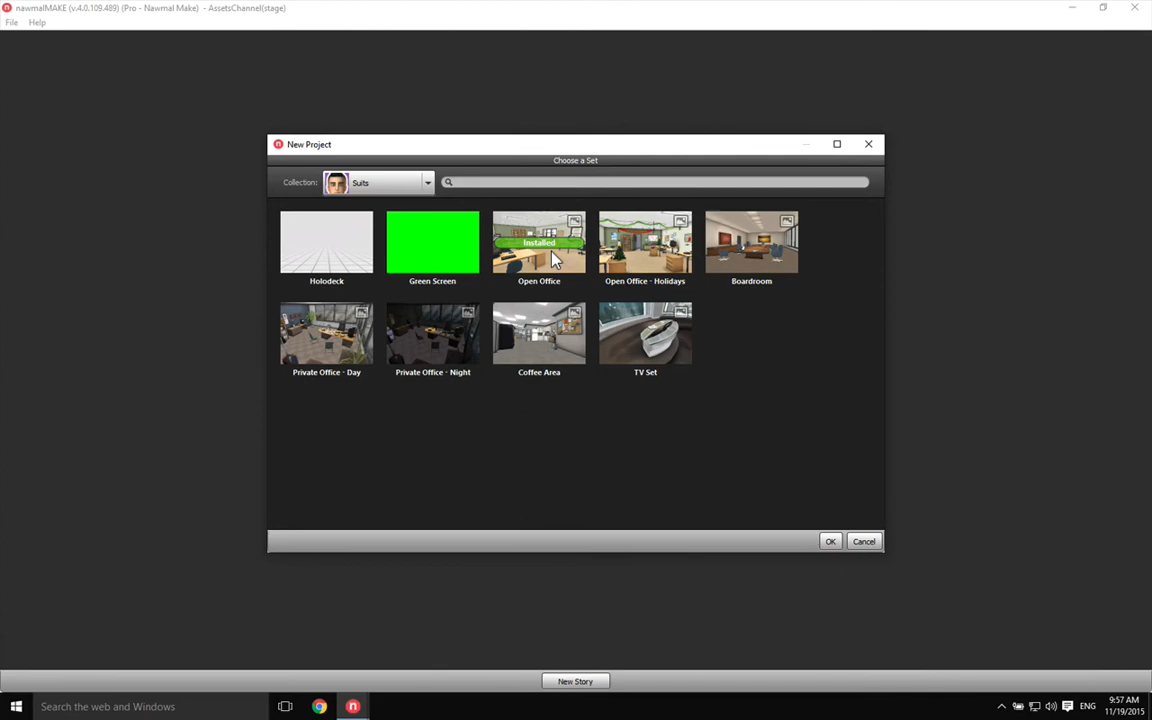 nawmalMAKE (v.4.0.109.489) (Pro - Nawmal Make) - AssetsChannel(stage)
File Help
New Project
Choose a Set
Collection: Suits
Installed
Holodeck Green Screen Open Office Open Office - Holidays Boardroom
Private Office - Day Private Office - Night Coffee Area TV Set
OK Cancel
New Story
Search the web and Windows
ENG
9:57 AM
11/19/2015